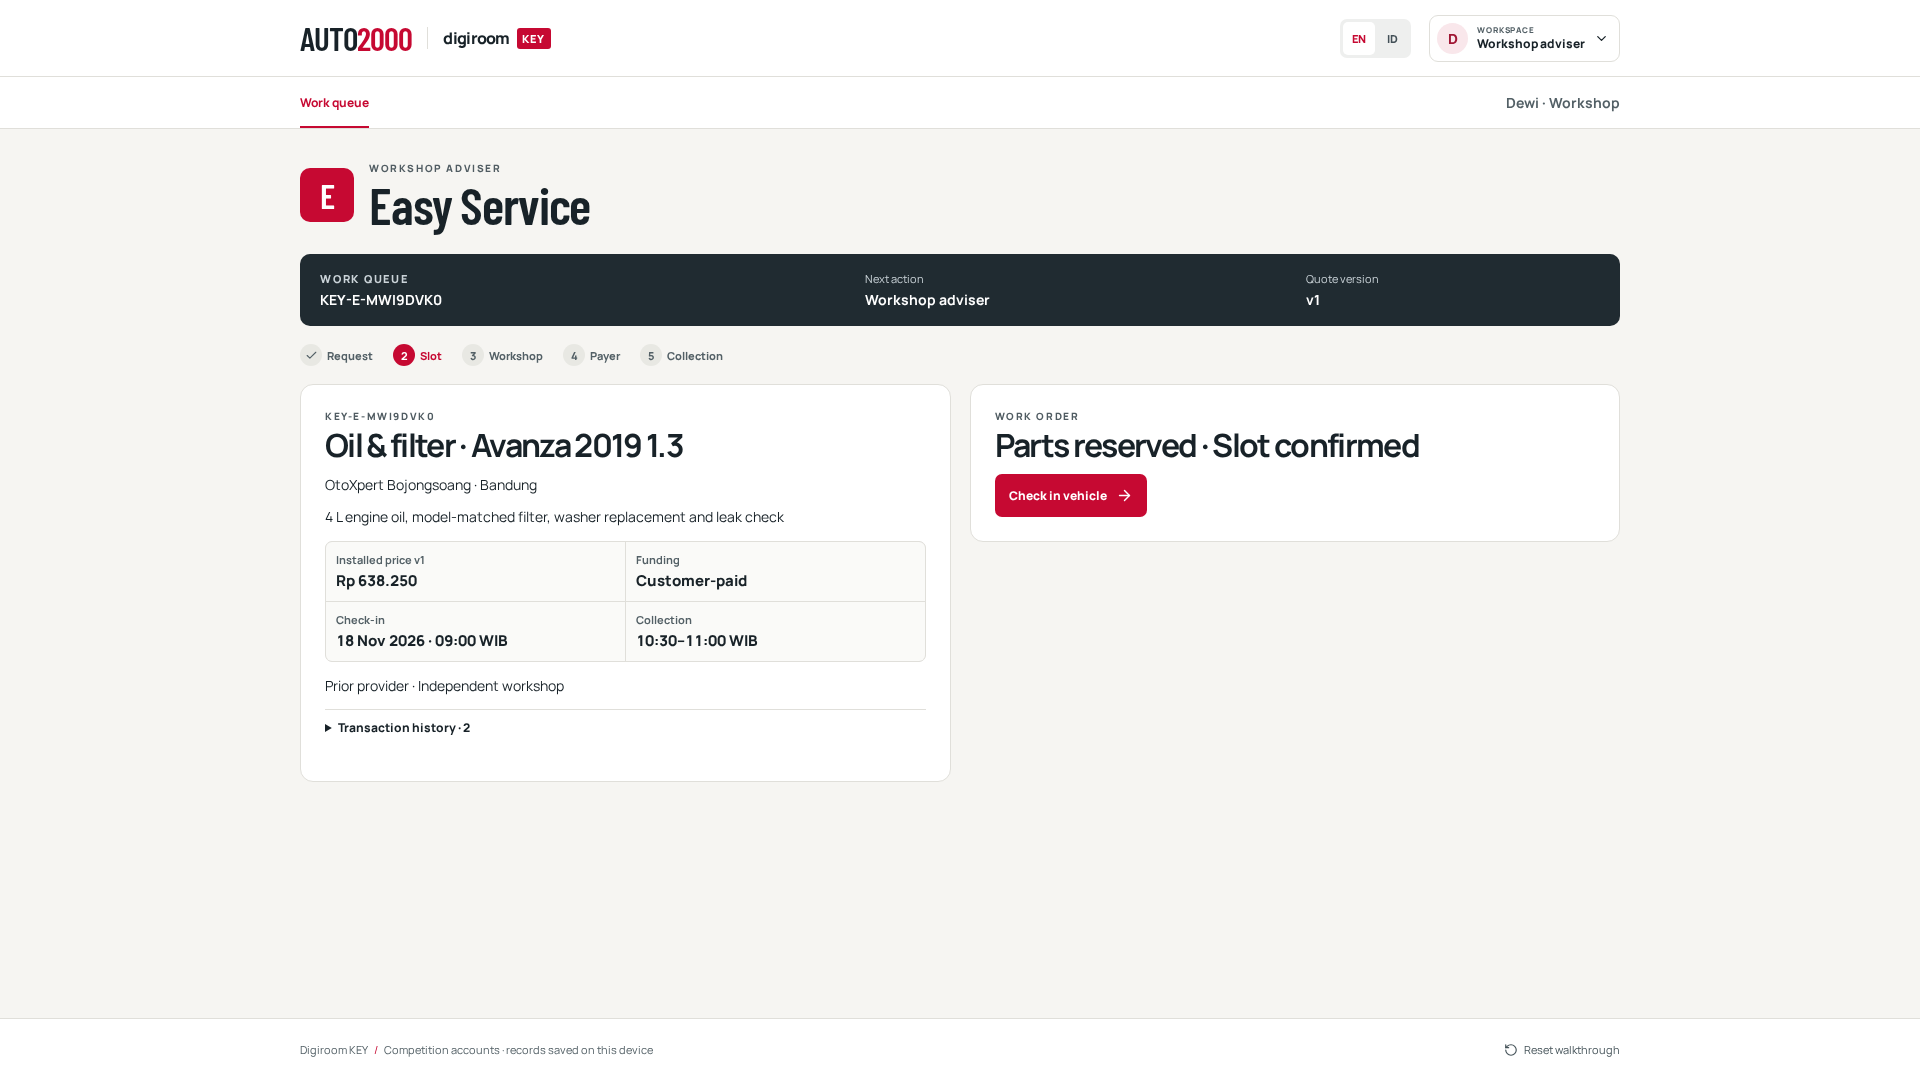 AUTO2000
digiroom KEY
EN ID
D
WORKSPACE
Workshop adviser
Work queue
Dewi · Workshop
E
WORKSHOP ADVISER
Easy Service
WORK QUEUE
KEY-E-MWI9DVK0
Next action
Workshop adviser
Quote version
v1
Request
2 Slot
3 Workshop
4 Payer
5 Collection
KEY-E-MWI9DVK0
Oil & filter · Avanza 2019 1.3
OtoXpert Bojongsoang · Bandung
4 L engine oil, model-matched filter, washer replacement and leak check
Installed price v1
Rp 638.250
Funding
Customer-paid
Check-in
18 Nov 2026 · 09:00 WIB
Collection
10:30–11:00 WIB
Prior provider · Independent workshop
Transaction history · 2
WORK ORDER
Parts reserved · Slot confirmed
Check in vehicle
Digiroom KEY / Competition accounts · records saved on this device
Reset walkthrough